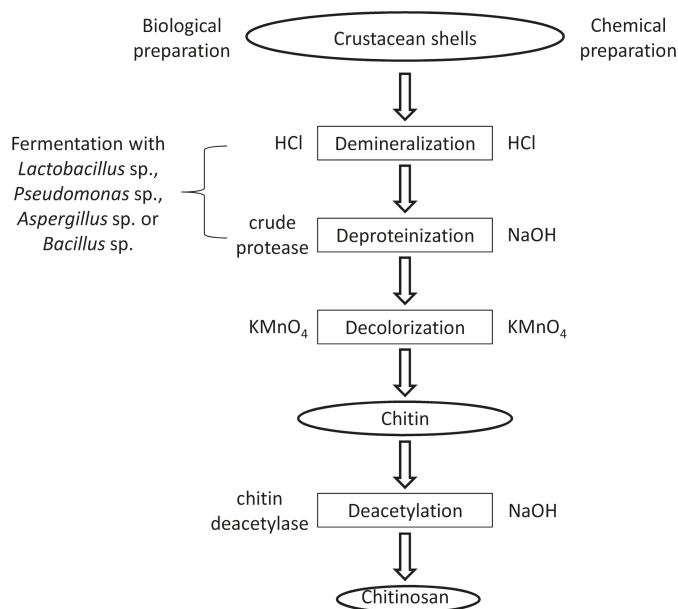 Biological
preparation
Crustacean shells
Chemical
preparation
Fermentation with
Lactobacillus sp.,
Pseudomonas sp.,
Aspergillus sp. or
Bacillus sp.
HCl
Demineralization
HCl
crude
protease
Deproteinization
NaOH
KMnO₄
Decolorization
KMnO₄
Chitin
chitin
deacetylase
Deacetylation
NaOH
Chitinosan